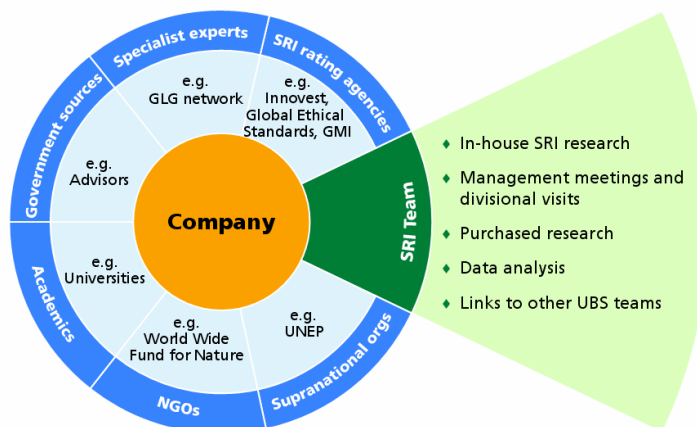 Specialist experts
e.g.
GLG network
SRI rating agencies
e.g.
Innovest,
Global Ethical
Standards, GMI
Government sources
e.g.
Advisors
Company
SRI Team
♦ In-house SRI research
♦ Management meetings and
divisional visits
♦ Purchased research
♦ Data analysis
♦ Links to other UBS teams
Academics
e.g.
Universities
NGOs
e.g.
World Wide
Fund for Nature
Supranational orgs
e.g.
UNEP